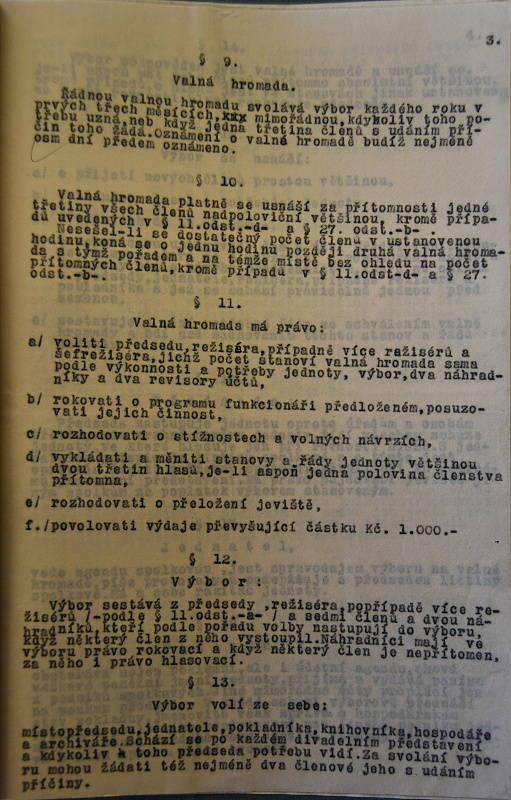 3.
§ 9.
Valná hromada.
Řádnou valnou hromadu svolává výbor každého roku v
prvých třech měsících,xxx mimořádnou,kdykoliv toho po-
třebu uzná,neb když jedna třetina členů s udáním pří-
čin toho žádá.Oznámení o valné hromadě budiž nejméně
osm dní předem oznámeno.
§ 10.
Valná hromada platně se usnáší za přítomnosti jedné
třetiny všech členů nadpoloviční většinou, kromě přípa-
dů uvedených v § 11.odst.-d- a § 27. odst.-b- .
Nesešel-li se dostatečný počet členů v ustanovenou
hodinu,koná se o jednu hodinu později druhá valná hroma-
da s týmž pořadem a na témže místě bez ohledu na počet
přítomných členů,kromě případů v § 11.odst-d- a § 27.
odst.-b-.
§ 11.
Valná hromada má právo:
a/ voliti předsedu,režiséra,případně více režisérů a
šefrežiséra,jichž počet stanoví valná hromada sama
podle výkonnosti a potřeby jednoty, výbor,dva náhrad-
níky a dva revisory účtů,
b/ rokovati o programu funkcionáři předloženém,posuzo-
vati jejich činnost,
c/ rozhodovati o stížnostech a volných návrzích,
d/ vykládati a měniti stanovy a řády jednoty většinou
dvou třetin hlasů,je-li aspoň jedna polovina členstva
přítomna,
e/ rozhodovati o přeložení jeviště,
f./povolovati výdaje převyšující částku Kč. 1.000.-
§ 12.
V ý b o r :
Výbor sestává z předsedy ,režiséra,popřípadě více re-
žisérů /-podle § 11.odst.-a- / a sedmi členů a dvou ná-
hradníků,kteří podle pořadu volby nastupují do výboru,
když některý člen z něho vystoupil.Náhradníci mají ve
výboru právo rokovací a když některý člen je nepřítomen,
za něho i právo hlasovací.
§ 13.
Výbor volí ze sebe:
místopředsedu,jednatele,pokladníka,knihovníka,hospodáře
a archiváře.Schází se po každém divadelním představení
a kdykoliv a toho předseda potřebu vidí.Za svolání výbo-
ru mohou žádati též nejméně dva členové jeho s udáním
příčiny.